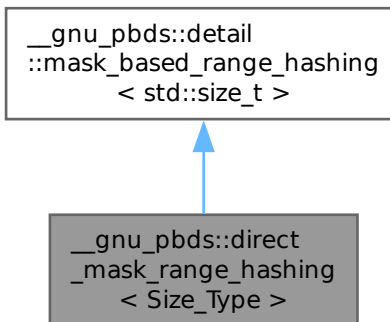 __gnu_pbds::detail
::mask_based_range_hashing
< std::size_t >
__gnu_pbds::direct
_mask_range_hashing
< Size_Type >